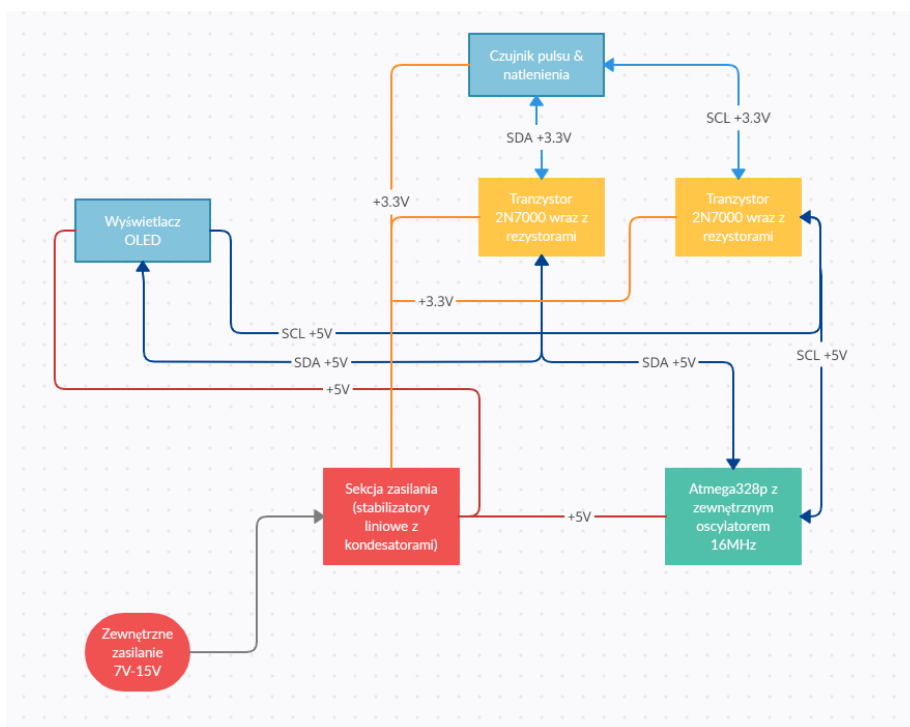 Czujnik pulsu &
natlenienia
SDA +3.3V
SCL +3.3V
+3.3V
Tranzystor
2N7000 wraz z
rezystorami
Tranzystor
2N7000 wraz z
rezystorami
Wyświetlacz
OLED
+3.3V
SCL +5V
SDA +5V
SDA +5V
SCL +5V
+5V
Sekcja zasilania
(stabilizatory
liniowe z
kondesatorami)
+5V
Atmega328p z
zewnętrznym
oscylatorem
16MHz
Zewnętrzne
zasilanie
7V-15V